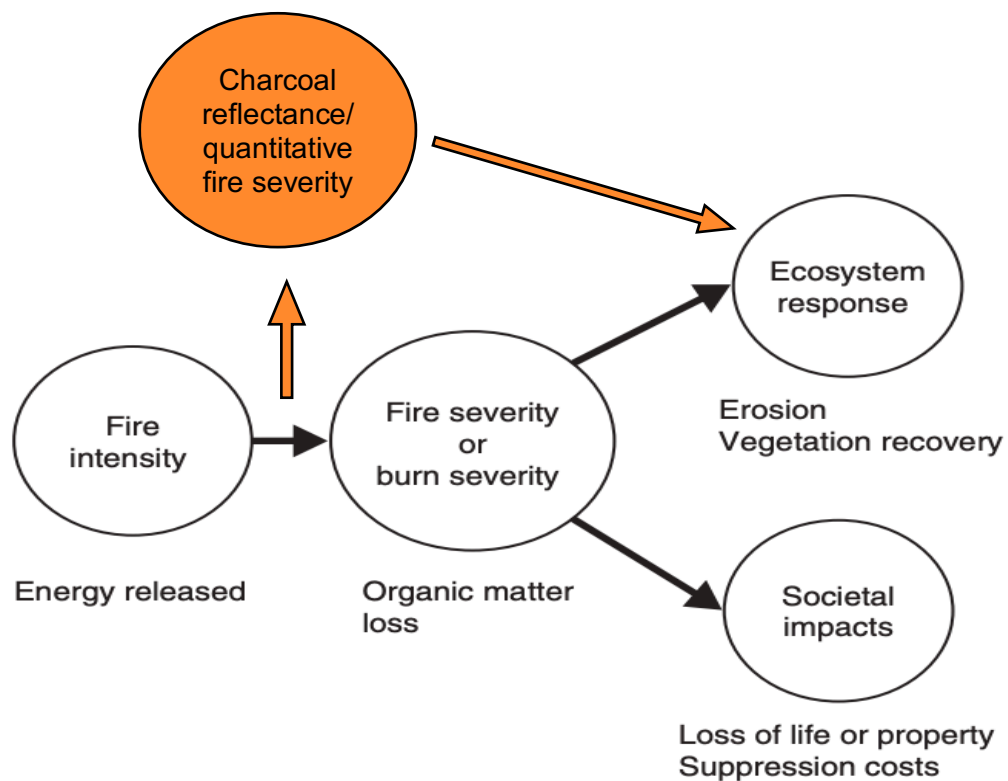 Charcoal
reflectance/
quantitative
fire severity
Ecosystem
response
Erosion
Vegetation recovery
Fire
intensity
Energy released
Fire severity
or
burn severity
Organic matter
loss
Societal
impacts
Loss of life or property
Suppression costs